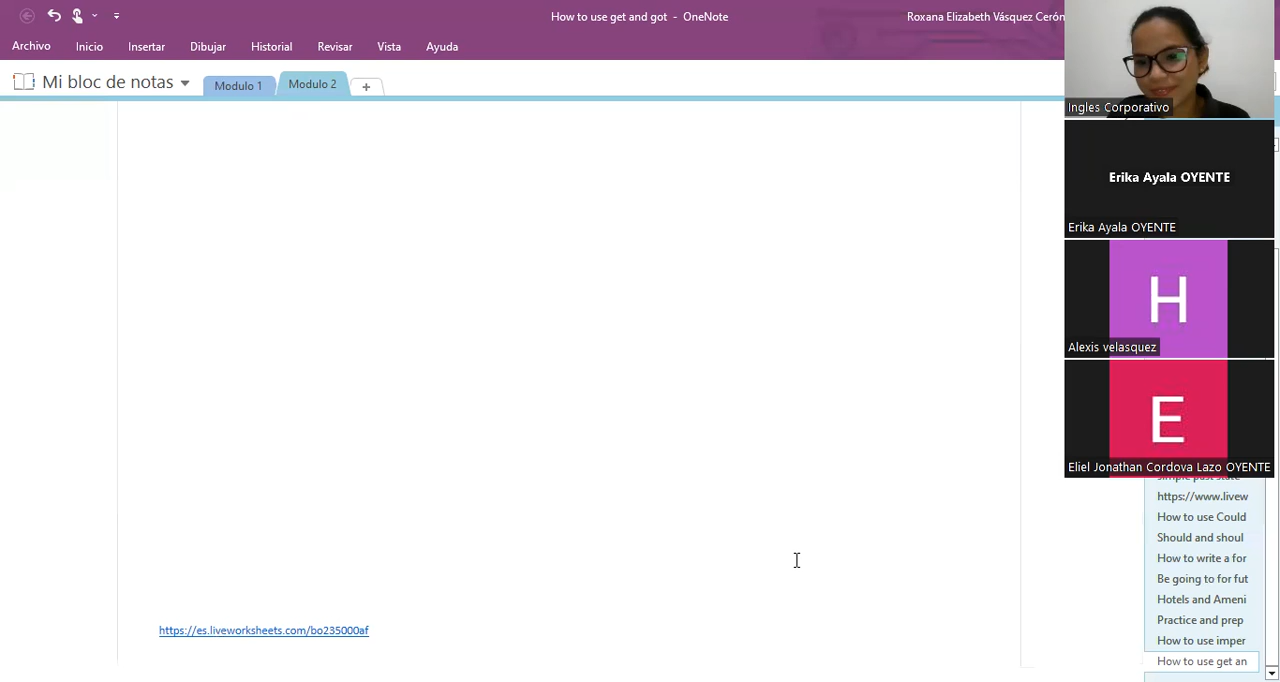 How to use get and got - OneNote
Roxana Elizabeth Vásquez Cerón
Archivo Inicio Insertar Dibujar Historial Revisar Vista Ayuda
Mi bloc de notas Modulo 1 Modulo 2 +
Ingles Corporativo
Erika Ayala OYENTE
Erika Ayala OYENTE
H
Alexis velasquez
E
Eliel Jonathan Cordova Lazo OYENTE
simple past state
https://www.livew
How to use Could
Should and shoul
How to write a for
Be going to for fut
Hotels and Ameni
Practice and prep
How to use imper
How to use get an
https://es.liveworksheets.com/bo235000af